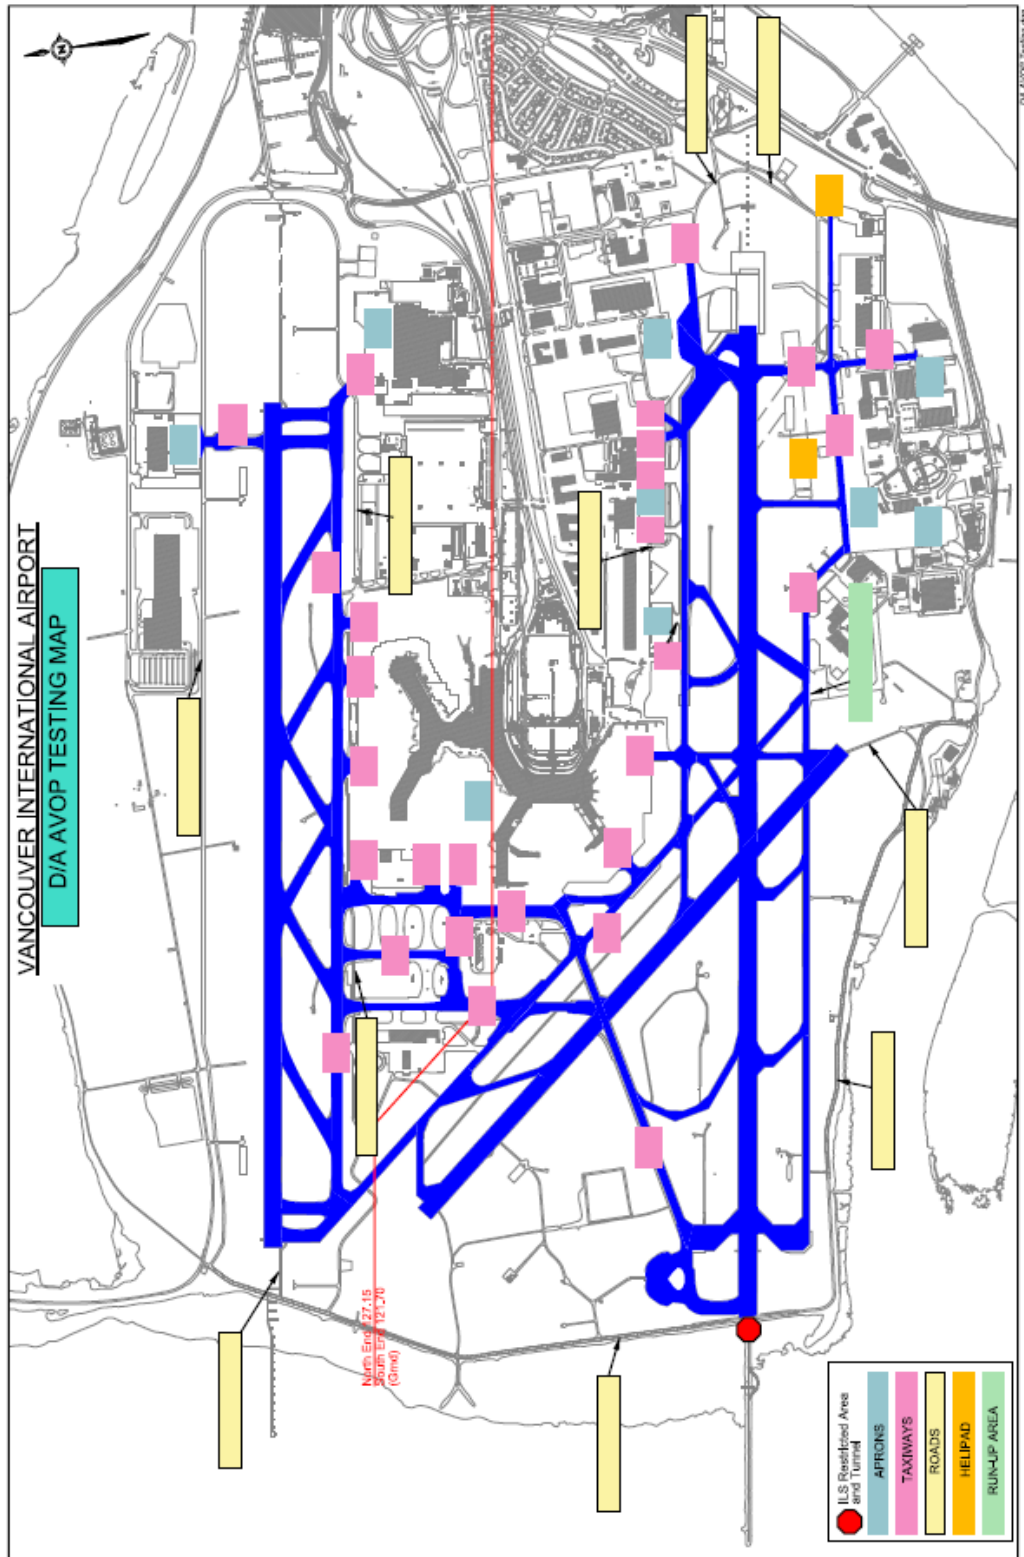 VANCOUVER INTERNATIONAL AIRPORT
D/A AVOP TESTING MAP
N
North End 127.15
South End 121.70
(Grnd)
ILS Restricted Area
and Tunnel
APRONS
TAXIWAYS
ROADS
HELIPAD
RUN-UP AREA